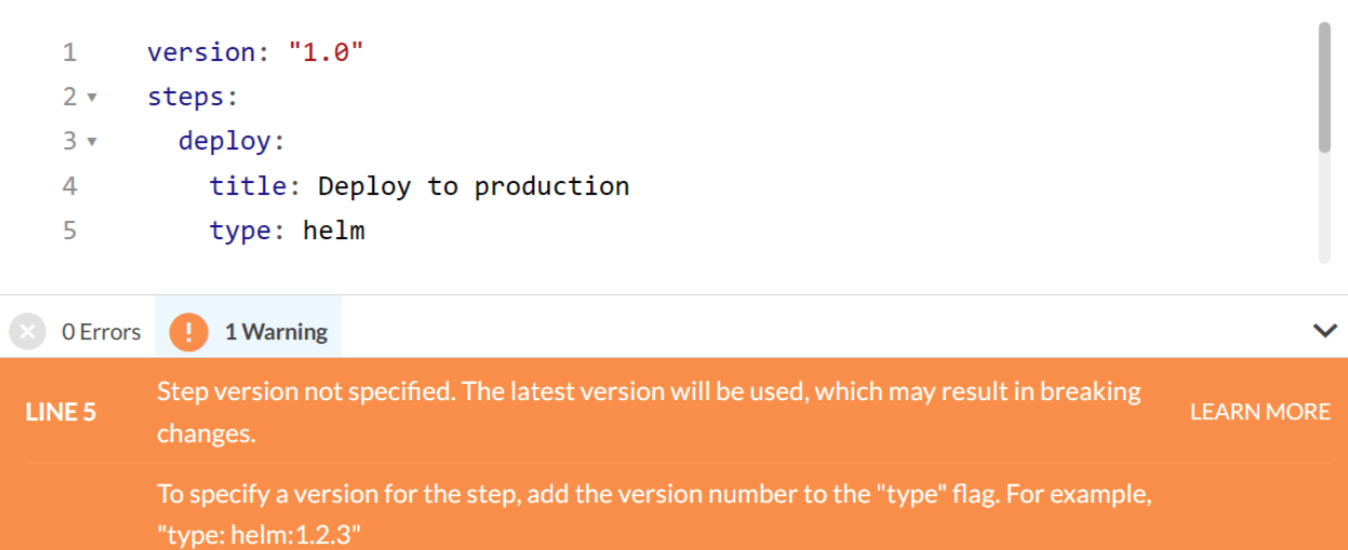 1 version: "1.0"
2 steps:
3 deploy:
4 title: Deploy to production
5 type: helm
0 Errors ! 1 Warning
LINE 5 Step version not specified. The latest version will be used, which may result in breaking changes. LEARN MORE
To specify a version for the step, add the version number to the "type" flag. For example,
"type: helm:1.2.3"